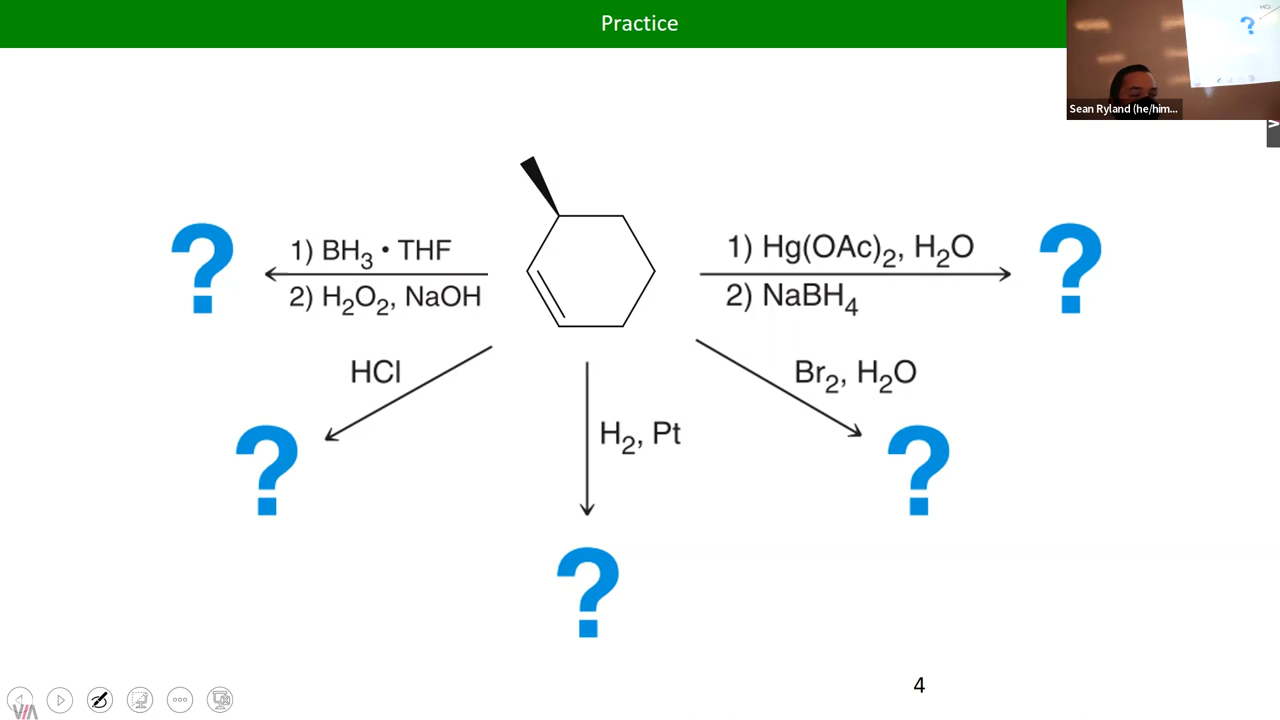 Practice
Sean Ryland (he/him...
?
1) BH₃ • THF
2) H₂O₂, NaOH
1) Hg(OAc)₂, H₂O
2) NaBH₄
?
HCl
Br₂, H₂O
?
H₂, Pt
?
?
4
VIA